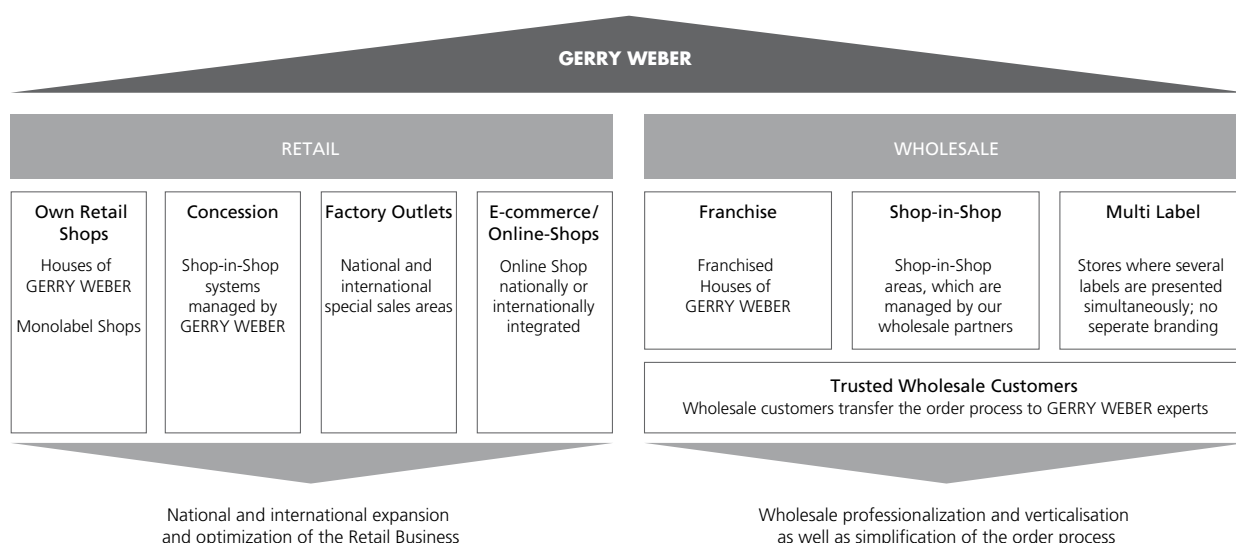 GERRY WEBER
RETAIL
Own Retail
Shops
Houses of
GERRY WEBER
Monolabel Shops
Concession
Shop-in-Shop
systems
managed by
GERRY WEBER
Factory Outlets
National and
international
special sales areas
E-commerce/
Online-Shops
Online Shop
nationally or
internationally
integrated
National and international expansion
and optimization of the Retail Business
WHOLESALE
Franchise
Franchised
Houses of
GERRY WEBER
Shop-in-Shop
Shop-in-Shop
areas, which are
managed by our
wholesale partners
Multi Label
Stores where several
labels are presented
simultaneously; no
seperate branding
Trusted Wholesale Customers
Wholesale customers transfer the order process to GERRY WEBER experts
Wholesale professionalization and verticalisation
as well as simplification of the order process